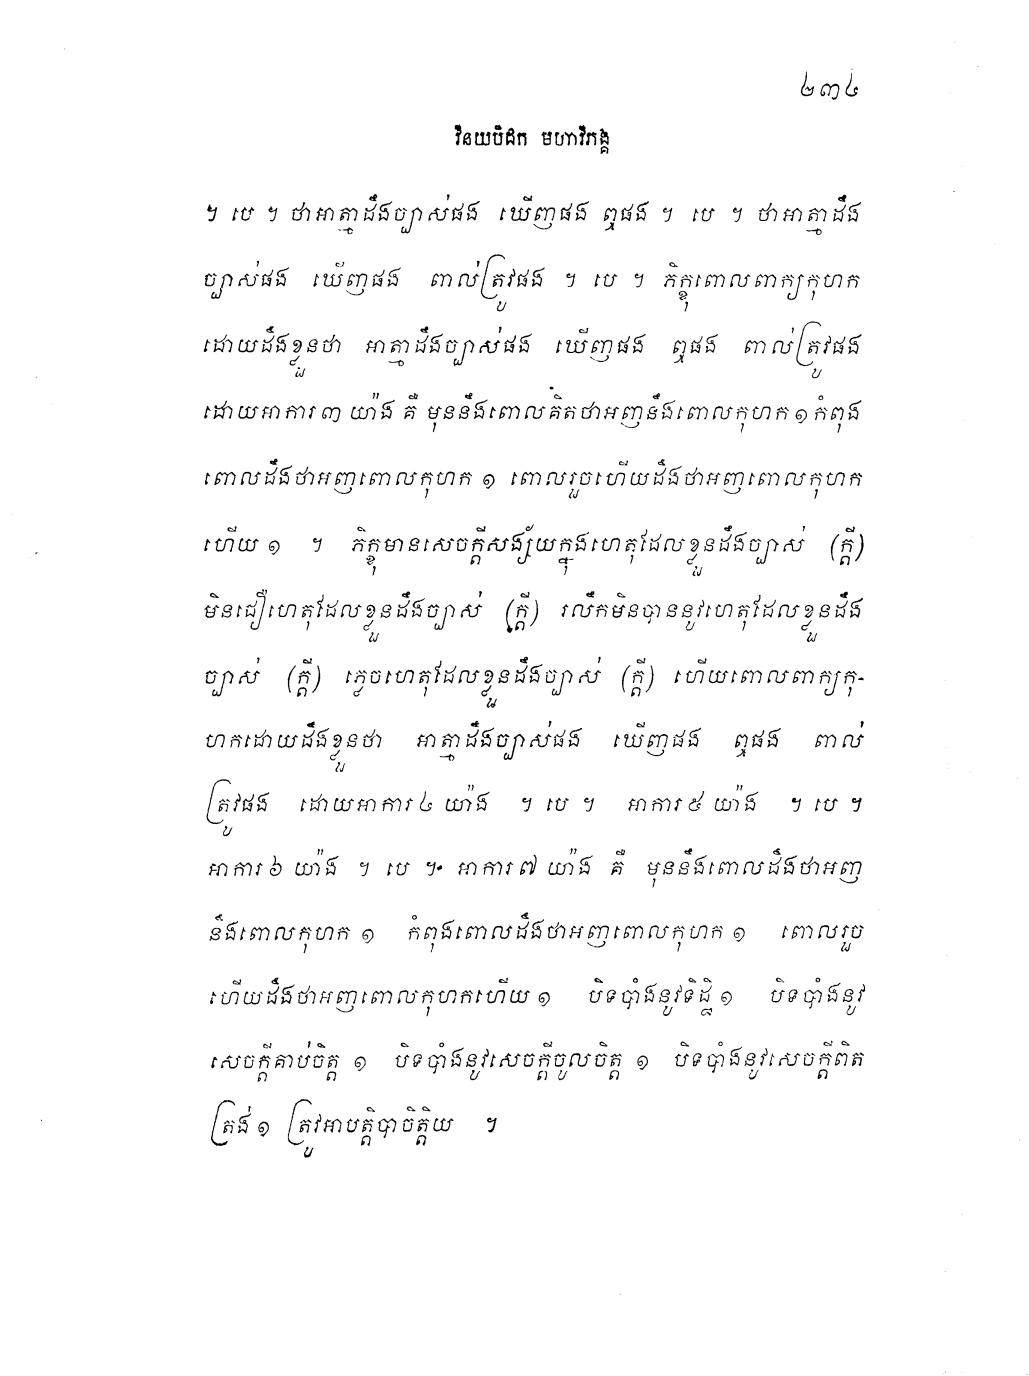 ២៣៤
វិនយបិដក មហាវិភង្គ
។ បេ ។ ថាអាត្មាដឹងច្បាស់ផង ឃើញផង ឮផង ។ បេ ។ ថាអាត្មាដឹង
ច្បាស់ផង ឃើញផង ពាល់ត្រូវផង ។ បេ ។ ភិក្ខុពោលពាក្យកុហក
ដោយដឹងខ្លួនថា អាត្មាដឹងច្បាស់ផង ឃើញផង ឮផង ពាល់ត្រូវផង
ដោយអាការ៣ យ៉ាង គឺ មុននឹងពោលគិតថាអញនឹងពោលកុហក ១ កំពុង
ពោលដឹងថាអញពោលកុហក ១ ពោលរួចហើយដឹងថាអញពោលកុហក
ហើយ ១ ។ ភិក្ខុមានសេចក្តីសង្ស័យក្នុងហេតុដែលខ្លួនដឹងច្បាស់ (ក្តី)
មិនជឿហេតុដែលខ្លួនដឹងច្បាស់ (ក្តី) រលឹកមិនបាននូវហេតុដែលខ្លួនដឹង
ច្បាស់ (ក្តី) ភ្លេចហេតុដែលខ្លួនដឹងច្បាស់ (ក្តី) ហើយពោលពាក្យកុ-
ហកដោយដឹងខ្លួនថា អាត្មាដឹងច្បាស់ផង ឃើញផង ឮផង ពាល់
ត្រូវផង ដោយអាការ៤ យ៉ាង ។ បេ ។ អាការ៥ យ៉ាង ។ បេ ។
អាការ៦ យ៉ាង ។ បេ ។ អាការ៧ យ៉ាង គឺ មុននឹងពោលដឹងថាអញ
នឹងពោលកុហក ១ កំពុងពោលដឹងថាអញពោលកុហក ១ ពោលរួច
ហើយដឹងថាអញពោលកុហកហើយ ១ បិទបាំងនូវទិដ្ឋិ ១ បិទបាំងនូវ
សេចក្តីគាប់ចិត្ត ១ បិទបាំងនូវសេចក្តីចូលចិត្ត ១ បិទបាំងនូវសេចក្តីពិត
ត្រង់ ១ ត្រូវអាបត្តិបាចិត្តិយ ។